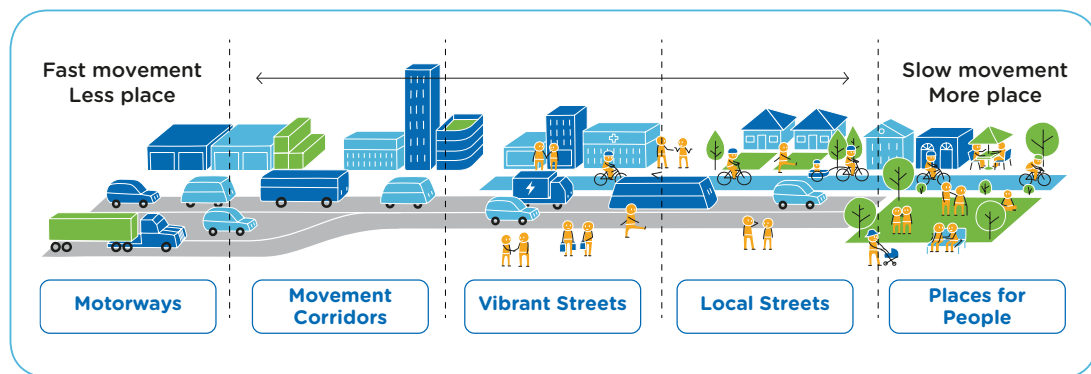 Fast movement
Less place
Slow movement
More place
Motorways
Movement
Corridors
Vibrant Streets
Local Streets
Places for
People